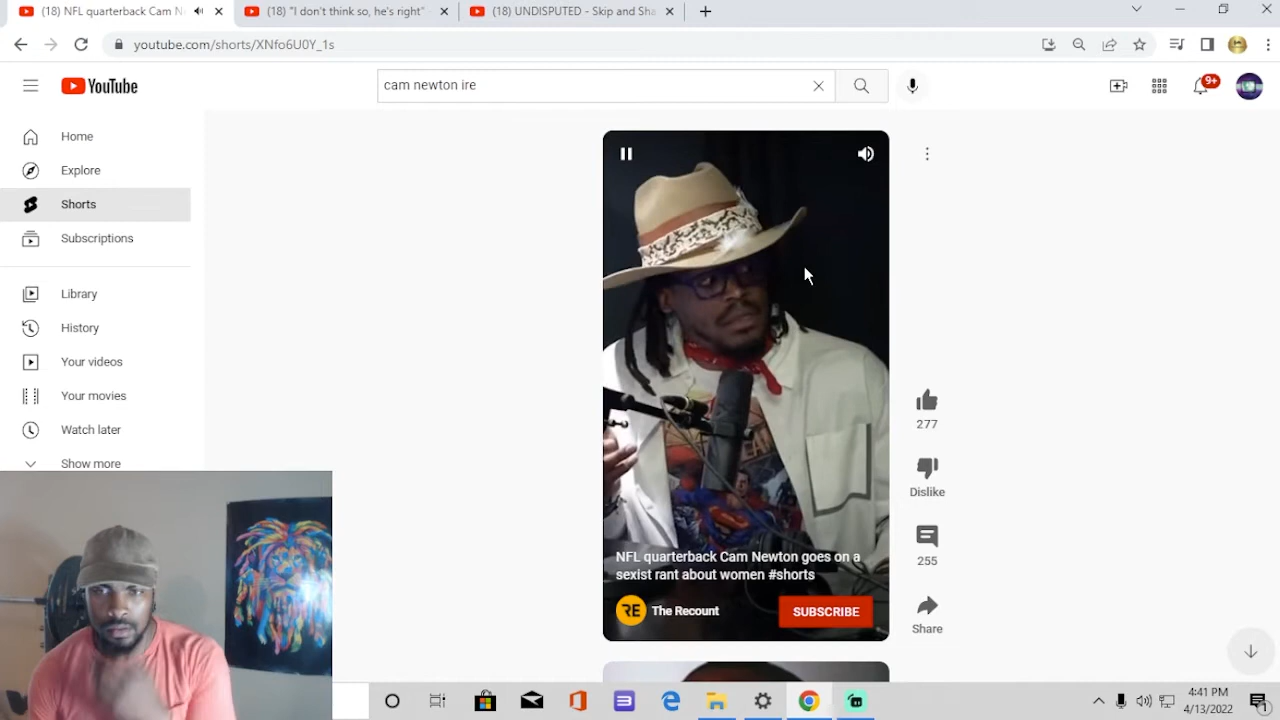 (18) NFL quarterback Cam N
(18) "I don't think so, he's right"
(18) UNDISPUTED - Skip and Sha
youtube.com/shorts/XNfo6U0Y_1s
YouTube
cam newton ire
9+
Home
Explore
Shorts
Subscriptions
Library
History
Your videos
Your movies
Watch later
Show more
277
Dislike
255
Share
NFL quarterback Cam Newton goes on a
sexist rant about women #shorts
RE
The Recount
SUBSCRIBE
4:41 PM
4/13/2022